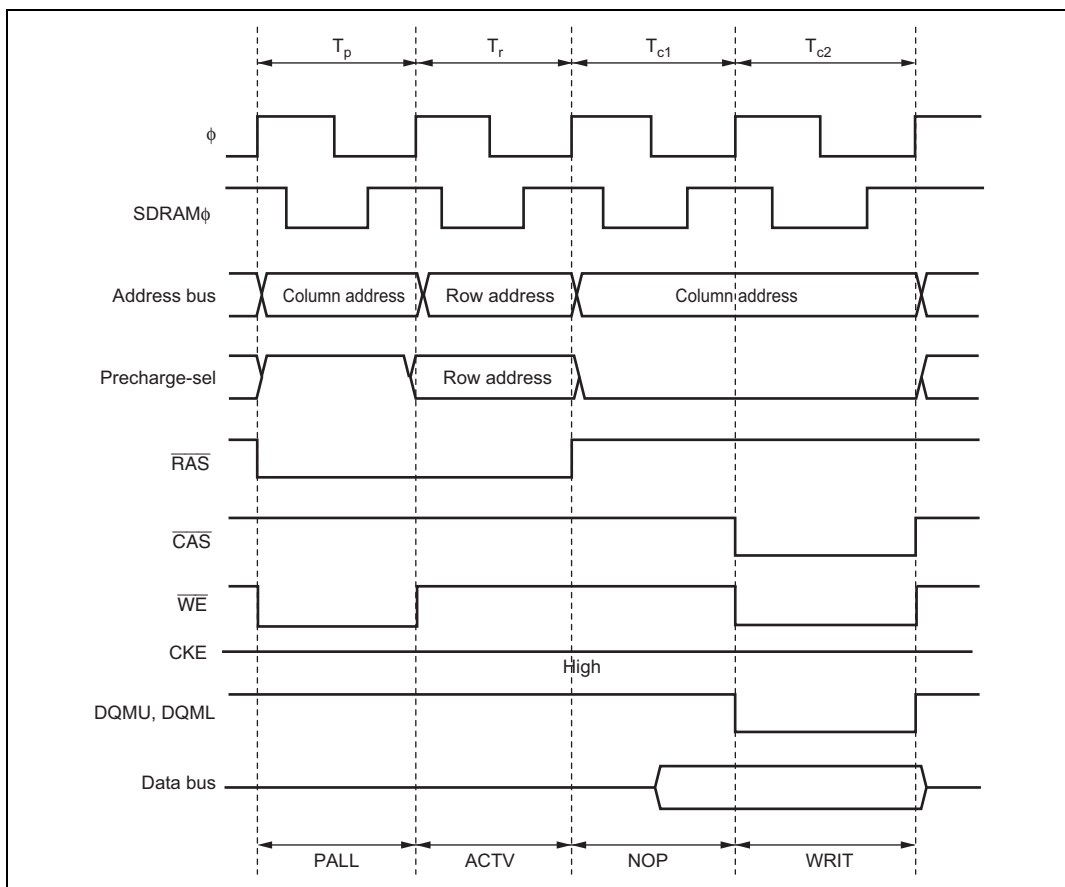 Tp Tr Tc1 Tc2
ϕ
SDRAMϕ
Address bus Column address Row address Column address
Precharge-sel Row address
RAS
CAS
WE
CKE
High
DQMU, DQML
Data bus
PALL ACTV NOP WRIT